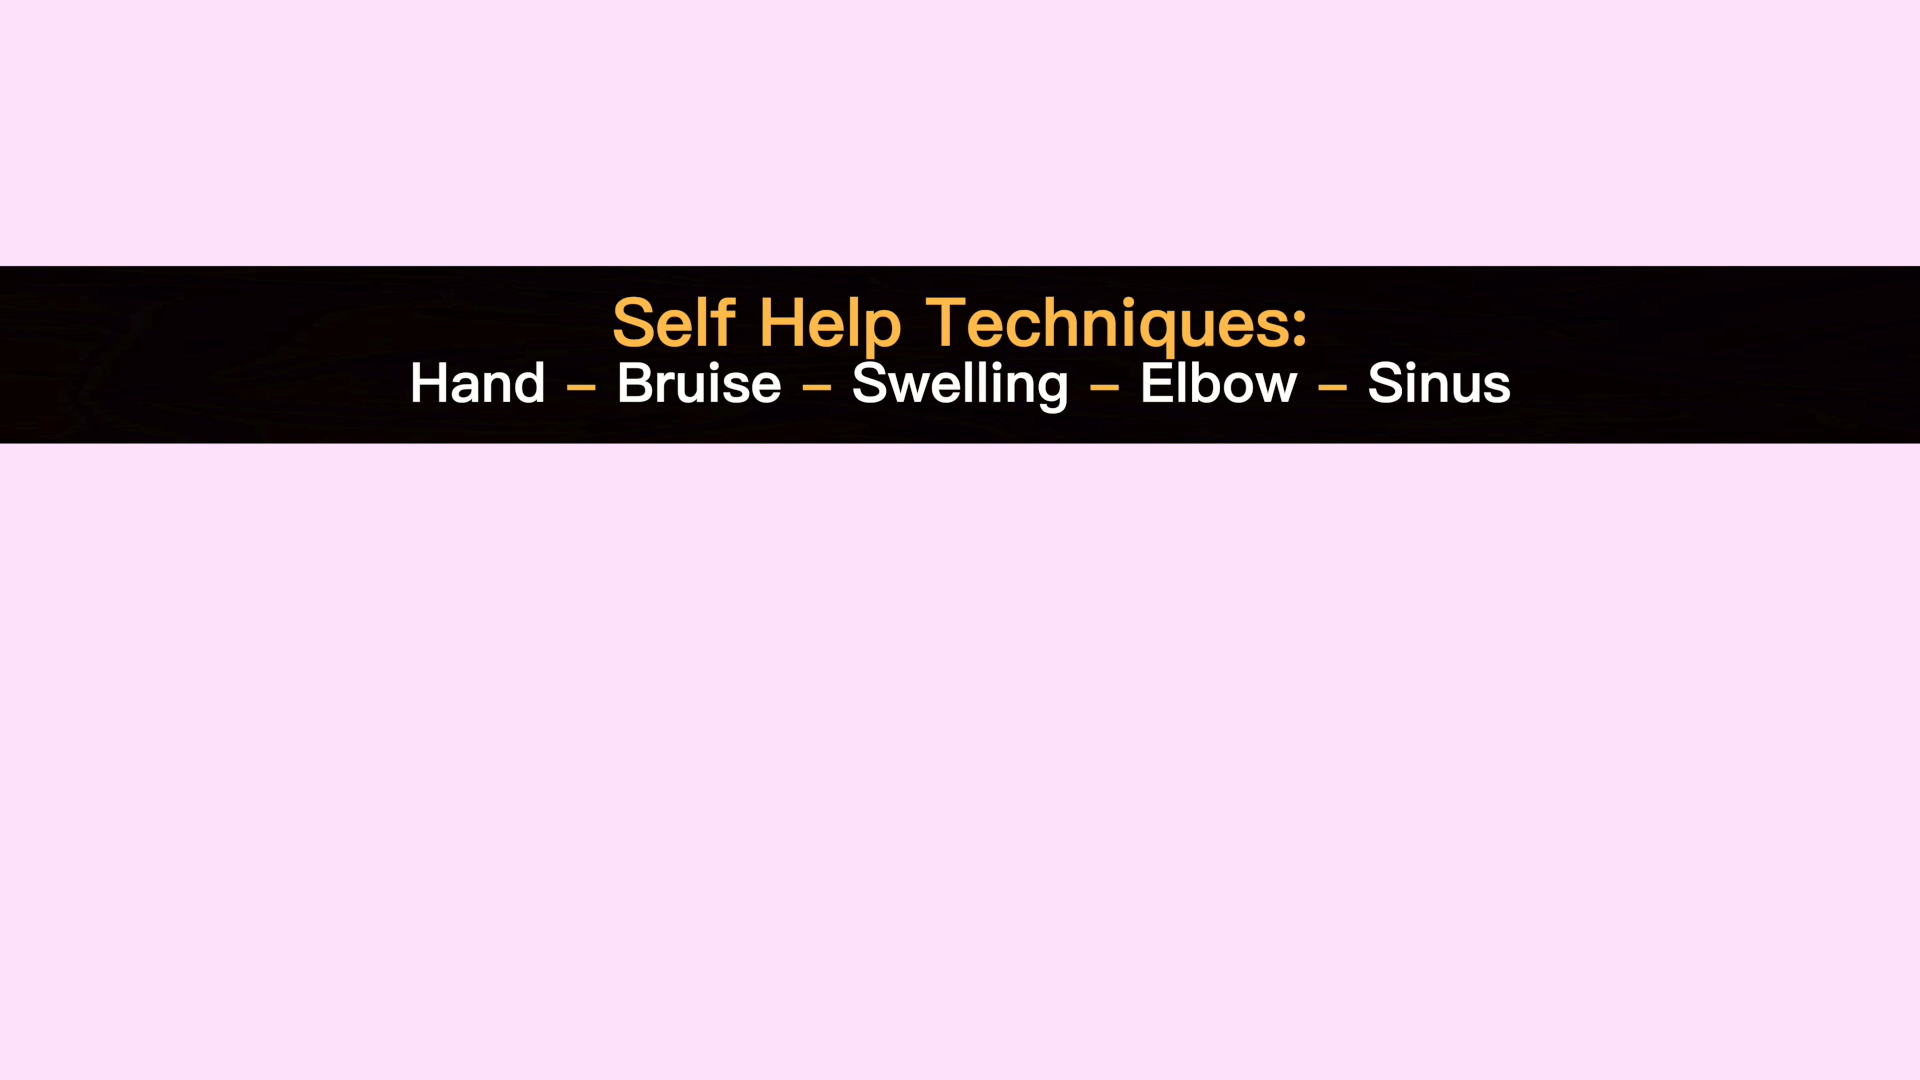 Self Help Techniques:
Hand – Bruise – Swelling – Elbow – Sinus